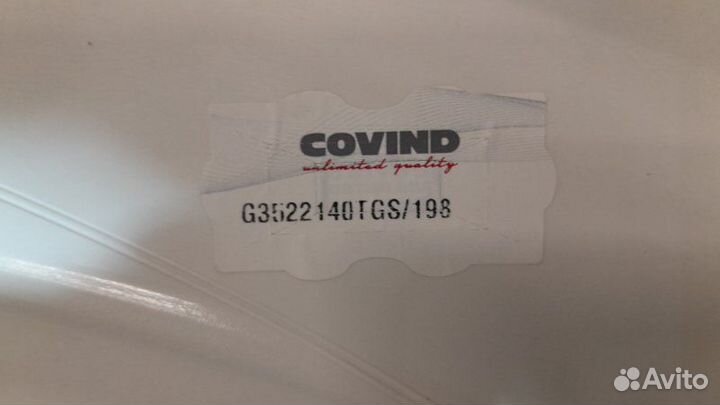 COVIND
unlimited quality
G3522140TGS/198
Avito